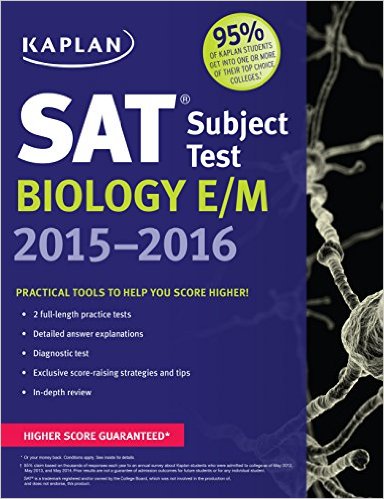 KAPLAN
95%
OF KAPLAN STUDENTS
GET INTO ONE OR MORE
OF THEIR TOP CHOICE
COLLEGES.†
SAT® Subject
Test
BIOLOGY E/M
2015–2016
PRACTICAL TOOLS TO HELP YOU SCORE HIGHER!
• 2 full-length practice tests
• Detailed answer explanations
• Diagnostic test
• Exclusive score-raising strategies and tips
• In-depth review
HIGHER SCORE GUARANTEED*
* Or your money back. Conditions apply. See inside for details.
† 95% claim based on thousands of responses each year to an annual survey about Kaplan students who were admitted to college as of May 2012,
May 2013, and May 2014. Prior results are not a guarantee of admission outcomes for future students or for any individual student.
SAT® is a trademark registered and/or owned by the College Board, which was not involved in the production of,
and does not endorse, this product.